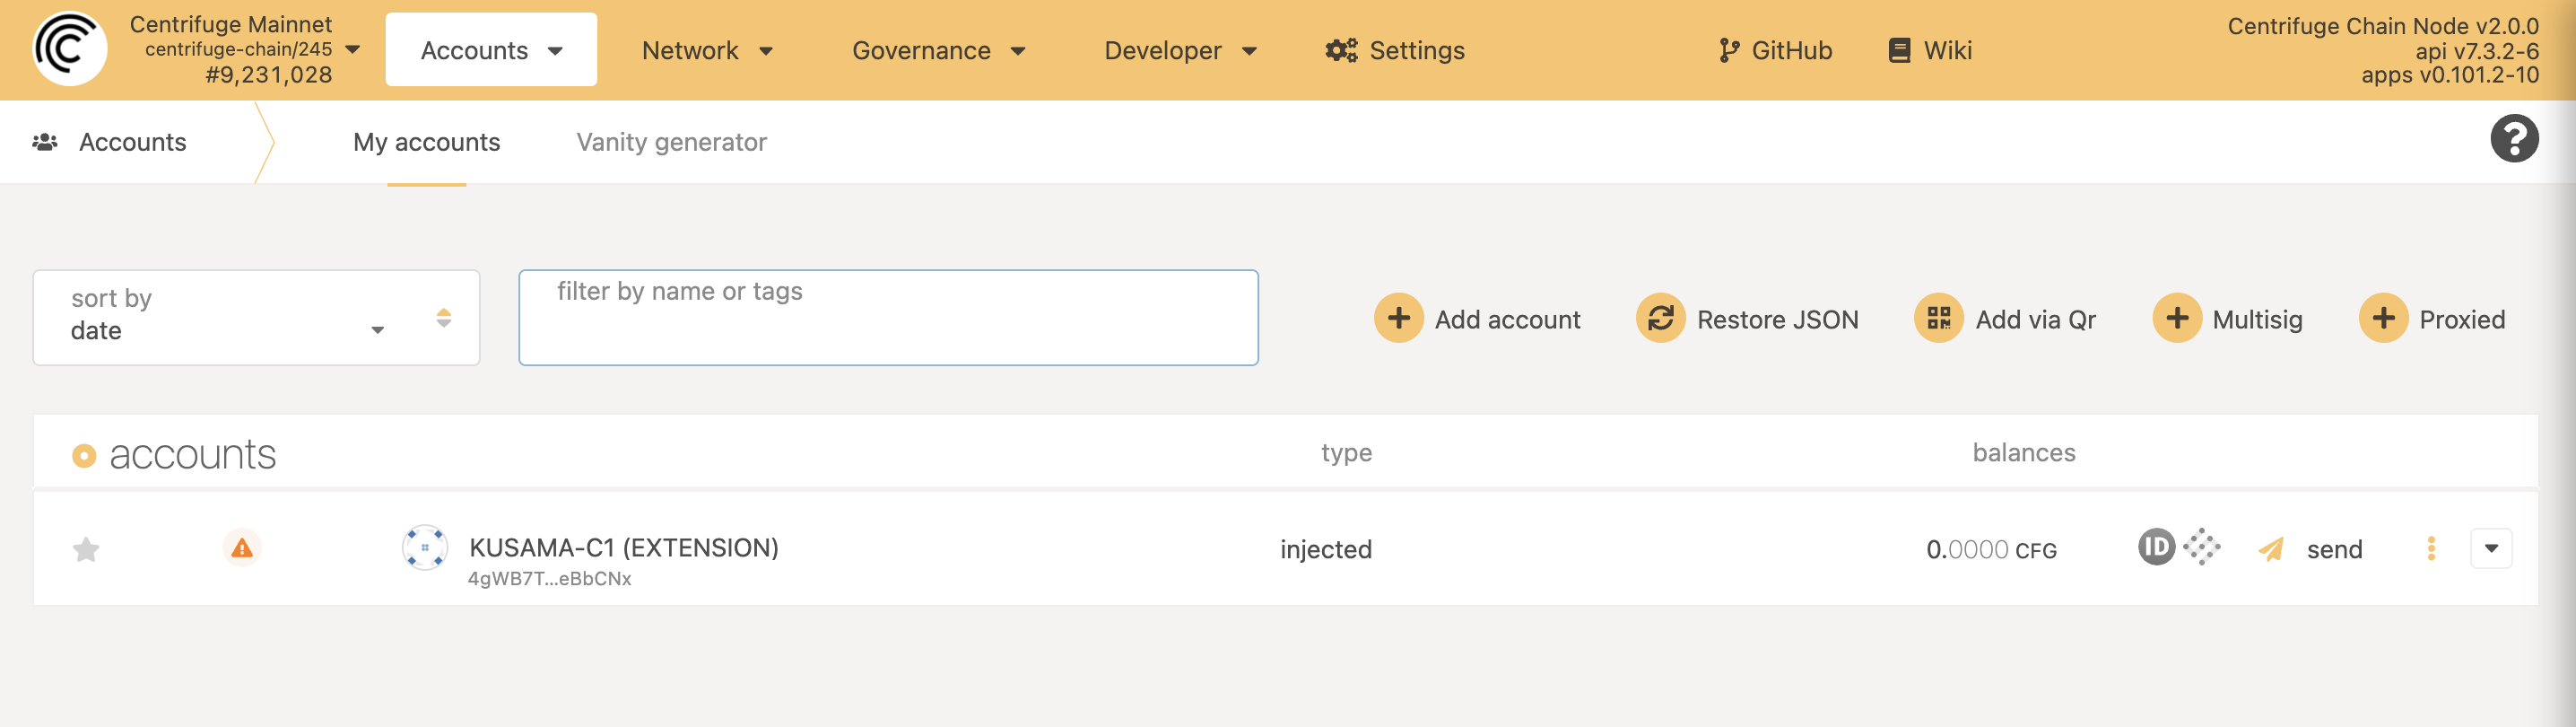 Centrifuge Mainnet
centrifuge-chain/245
#9,231,028
Accounts
Network
Governance
Developer
Settings
GitHub
Wiki
Centrifuge Chain Node v2.0.0
api v7.3.2-6
apps v0.101.2-10
Accounts
My accounts
Vanity generator
sort by
date
filter by name or tags
Add account
Restore JSON
Add via Qr
Multisig
Proxied
accounts
type
balances
KUSAMA-C1 (EXTENSION)
4gWB7T...eBbCNx
injected
0.0000 CFG
ID
send